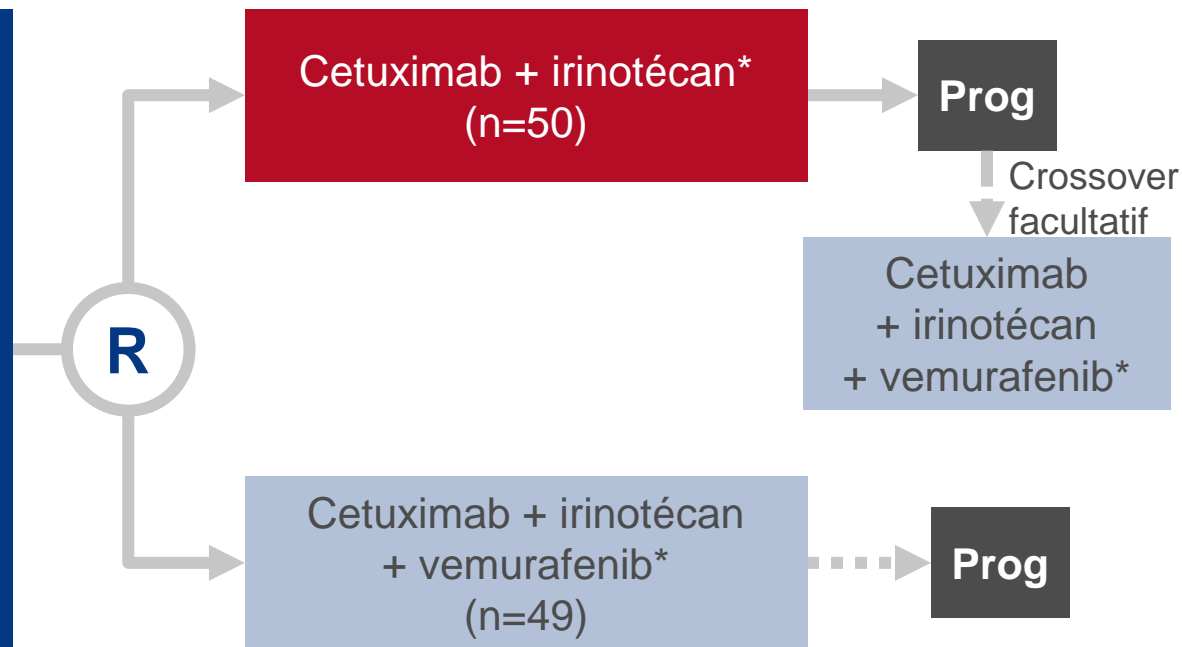 Cetuximab + irinotécan*
(n=50)
Prog
Crossover
facultatif
Cetuximab
+ irinotécan
+ vemurafenib*
R
Cetuximab + irinotécan
+ vemurafenib*
(n=49)
Prog